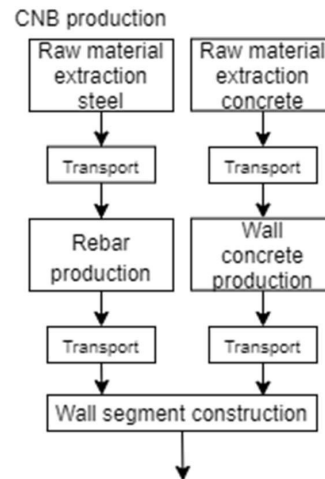 CNB production
Raw material
extraction
steel
Raw material
extraction
concrete
Transport
Transport
Rebar
production
Wall
concrete
production
Transport
Transport
Wall segment construction